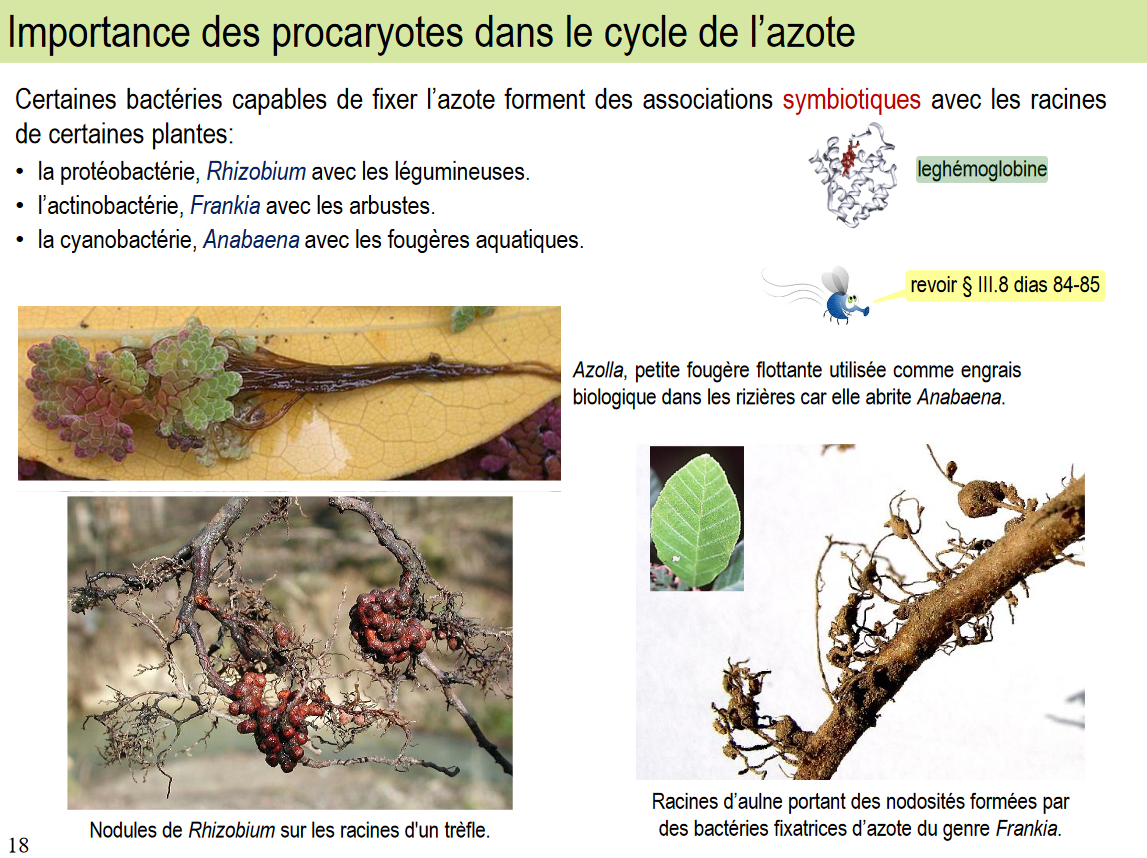 Importance des procaryotes dans le cycle de l’azote
Certaines bactéries capables de fixer l’azote forment des associations symbiotiques avec les racines
de certaines plantes:
• la protéobactérie, Rhizobium avec les légumineuses.
• l’actinobactérie, Frankia avec les arbustes.
• la cyanobactérie, Anabaena avec les fougères aquatiques.
leghémoglobine
revoir § III.8 dias 84-85
Azolla, petite fougère flottante utilisée comme engrais
biologique dans les rizières car elle abrite Anabaena.
Nodules de Rhizobium sur les racines d'un trèfle.
Racines d’aulne portant des nodosités formées par
des bactéries fixatrices d’azote du genre Frankia.
18